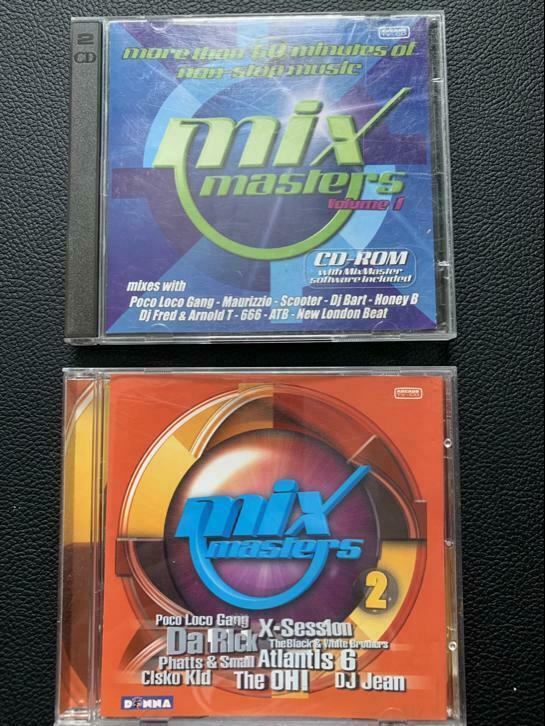 2
CD
ARCADE
more than 60 minutes of
non-stop music
mix
masters
Volume 1
CD-ROM
with MixMaster
software included
mixes with
Poco Loco Gang - Maurizzio - Scooter - Dj Bart - Honey B
Dj Fred & Arnold T - 666 - ATB - New London Beat
ARCADE
mix
masters
2
Poco Loco Gang
X-Session
Da Rick
The Black & White Brothers
Phatts & Small
Atlantis 6
Cisko Kid
The OH!
DJ Jean
DONNA